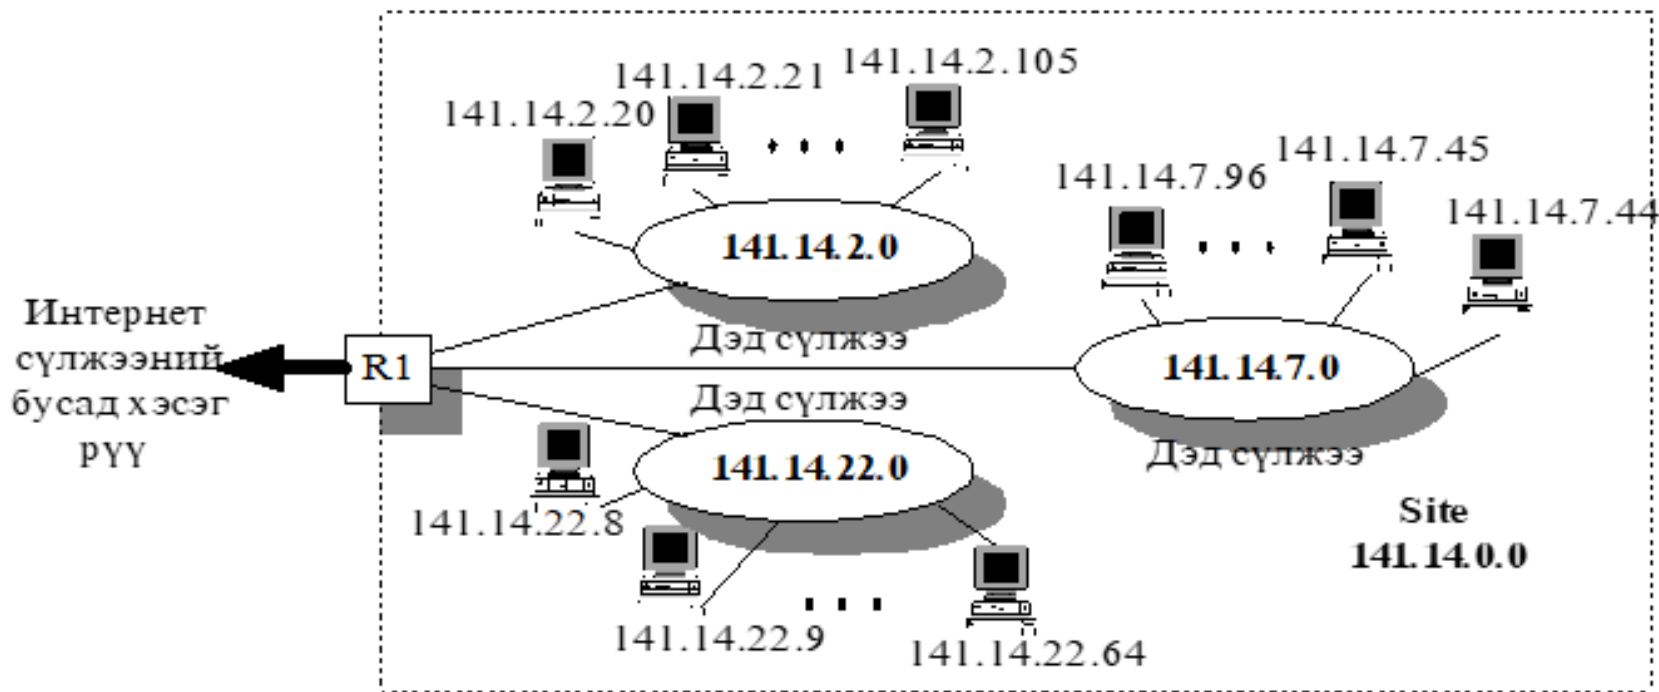 141.14.2.20
141.14.2.21
141.14.2.105
141.14.2.0
141.14.7.96
141.14.7.45
141.14.7.44
141.14.7.0
Дэд сүлжээ
Дэд сүлжээ
Дэд сүлжээ
Интернет
сүлжээний
бусад хэсэг
рүү
R1
141.14.22.0
141.14.22.8
141.14.22.9
141.14.22.64
Site
141.14.0.0